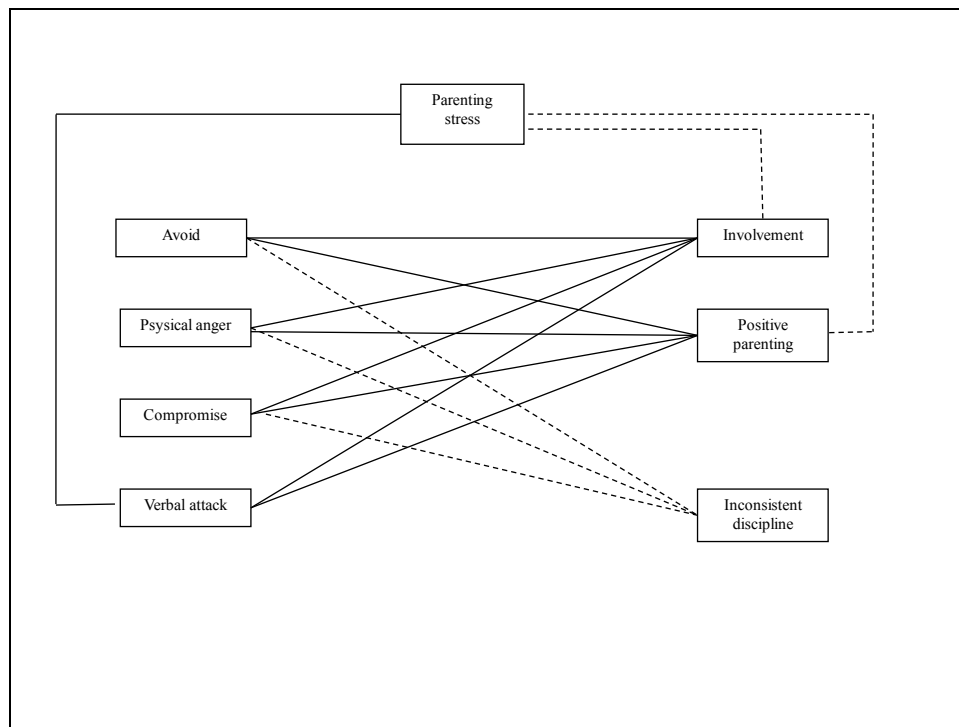 Parenting
stress
Avoid
Involvement
Psysical anger
Positive
parenting
Compromise
Verbal attack
Inconsistent
discipline